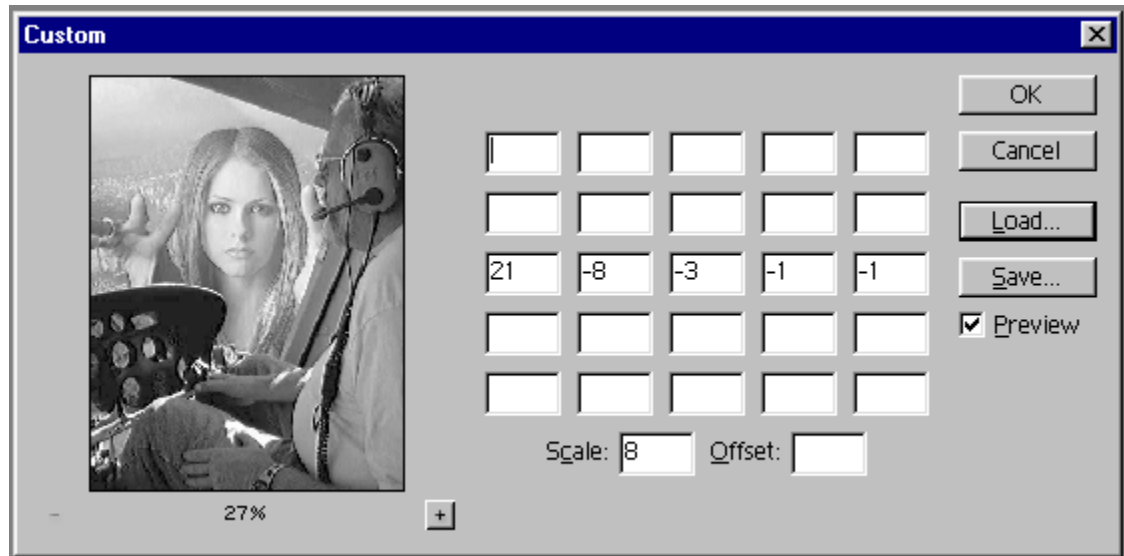 Custom
OK
Cancel
Load...
21 -8 -3 -1 -1
Save...
Preview
Scale: 8 Offset:
- 27% +